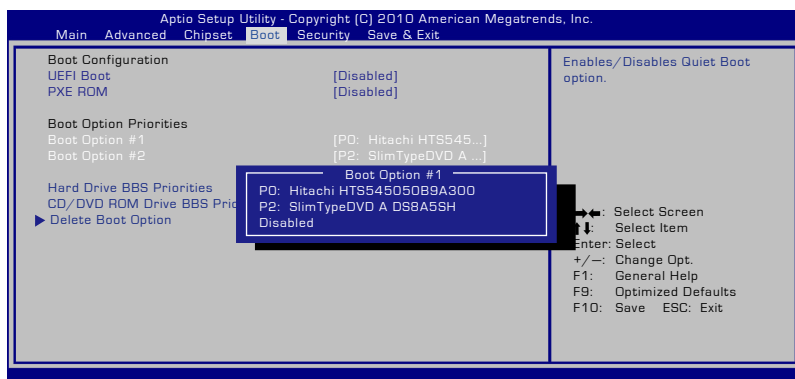 Aptio Setup Utility - Copyright (C) 2010 American Megatrends, Inc.
Main Advanced Chipset Boot Security Save & Exit
Boot Configuration
UEFI Boot [Disabled]
PXE ROM [Disabled]
Boot Option Priorities
Boot Option #1 [P0: Hitachi HTS545...]
Boot Option #2 [P2: SlimTypeDVD A ...]
Hard Drive BBS Priorities
CD/DVD ROM Drive BBS Prio
Delete Boot Option
Boot Option #1
P0: Hitachi HTS545050B9A300
P2: SlimTypeDVD A DS8A5SH
Disabled
Enables/Disables Quiet Boot
option.
→←: Select Screen
↑↓: Select Item
Enter: Select
+/—: Change Opt.
F1: General Help
F9: Optimized Defaults
F10: Save ESC: Exit